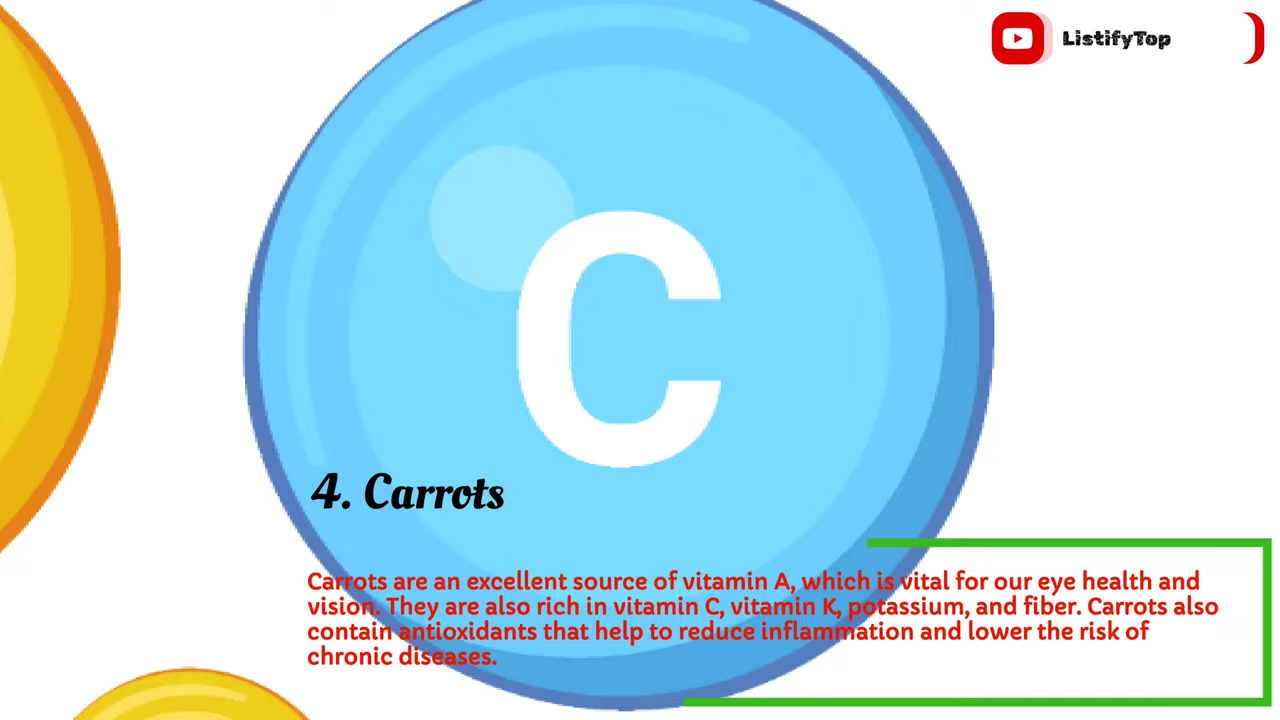 ListifyTop
C
4. Carrots
Carrots are an excellent source of vitamin A, which is vital for our eye health and
vision. They are also rich in vitamin C, vitamin K, potassium, and fiber. Carrots also
contain antioxidants that help to reduce inflammation and lower the risk of
chronic diseases.